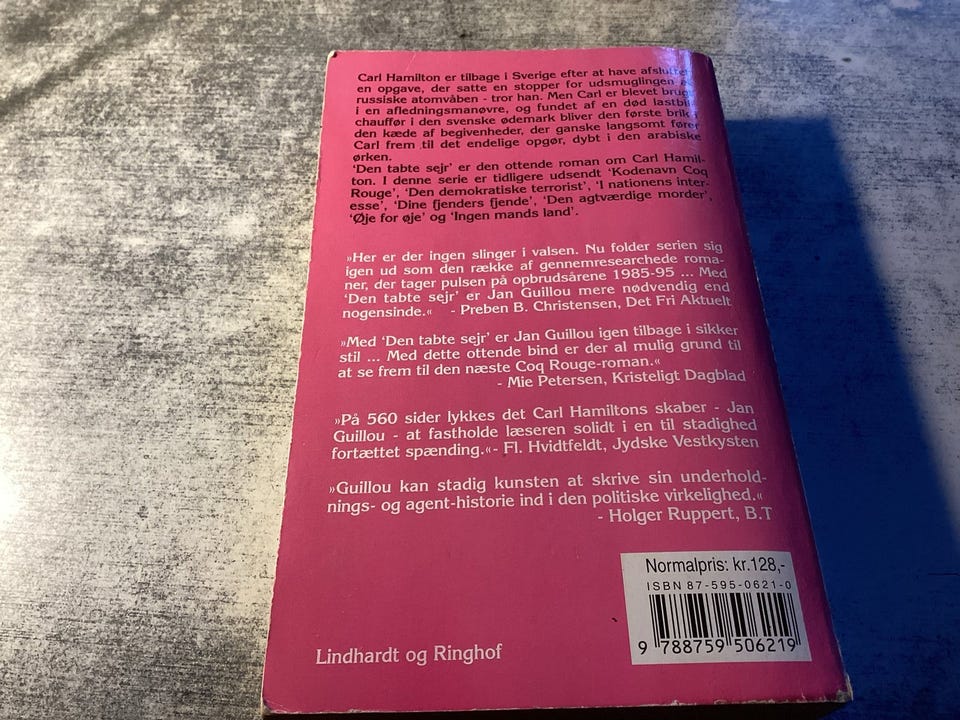 Carl Hamilton er tilbage i Sverige efter at have afslutte
en opgave, der satte en stopper for udsmuglingen
russiske atomvåben - tror han. Men Carl er blevet brug
i en afledningsmanøvre, og fundet af en død lastbil
chauffør i den svenske ødemark bliver den første brik
den kæde af begivenheder, der ganske langsomt fører
Carl frem til det endelige opgør, dybt i den arabiske
ørken.
'Den tabte sejr' er den ottende roman om Carl Hamil-
ton. I denne serie er tidligere udsendt 'Kodenavn Coq
Rouge', 'Den demokratiske terrorist', 'I nationens inter-
esse', 'Dine fjenders fjende', 'Den agtværdige morder',
'Øje for øje' og 'Ingen mands land'.
»Her er der ingen slinger i valsen. Nu folder serien sig
igen ud som den række af gennemresearchede roma-
ner, der tager pulsen på opbrudsårene 1985-95 ... Med
'Den tabte sejr' er Jan Guillou mere nødvendig end
nogensinde.« - Preben B. Christensen, Det Fri Aktuelt
»Med 'Den tabte sejr' er Jan Guillou igen tilbage i sikker
stil ... Med dette ottende bind er der al mulig grund til
at se frem til den næste Coq Rouge-roman.«
- Mie Petersen, Kristeligt Dagblad
»På 560 sider lykkes det Carl Hamiltons skaber - Jan
Guillou - at fastholde læseren solidt i en til stadighed
fortættet spænding.«- Fl. Hvidtfeldt, Jydske Vestkysten
»Guillou kan stadig kunsten at skrive sin underhold-
nings- og agent-historie ind i den politiske virkelighed.«
- Holger Ruppert, B.T
Normalpris: kr.128,-
ISBN 87-595-0621-0
9 788759 506219
Lindhardt og Ringhof